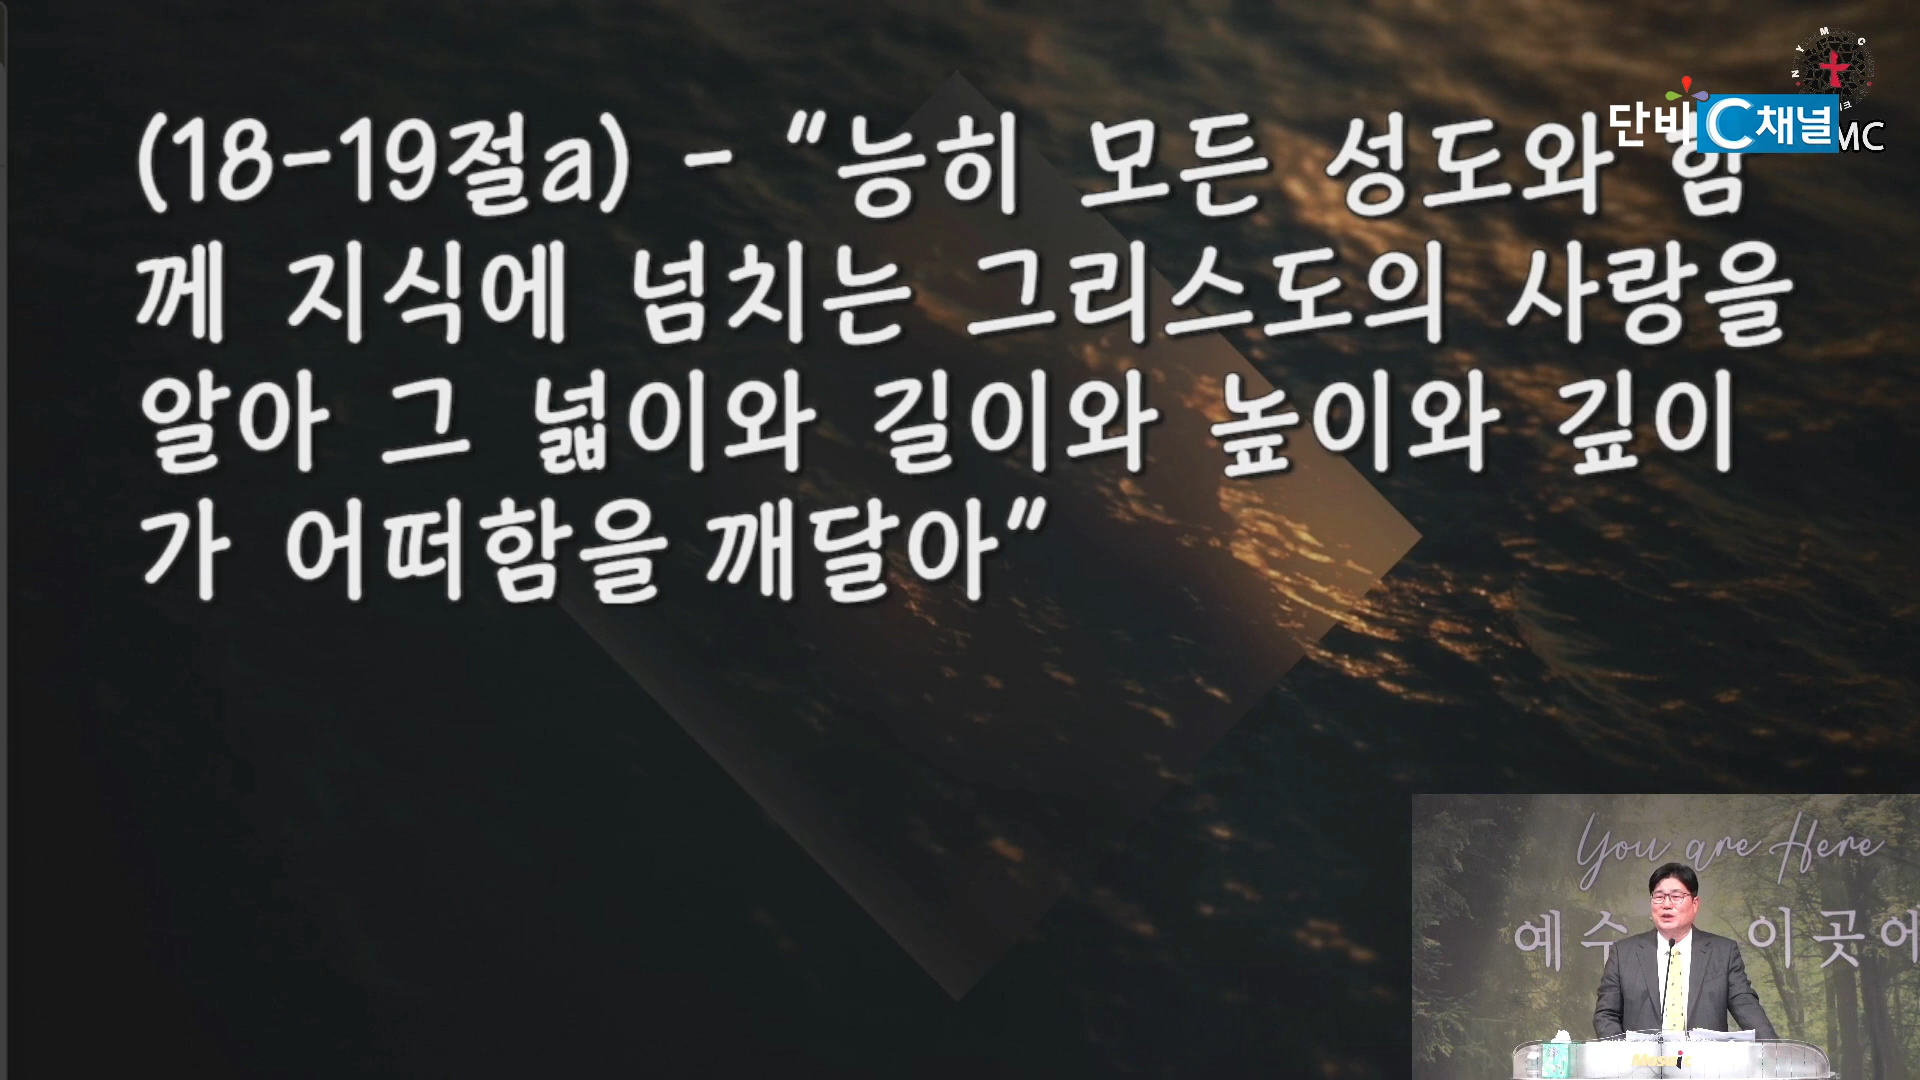 단비 C채널
MC
(18-19절a) - "능히 모든 성도와 함
께 지식에 넘치는 그리스도의 사랑을
알아 그 넓이와 길이와 높이와 깊이
가 어떠함을 깨달아"
You are Here
예수 이곳에